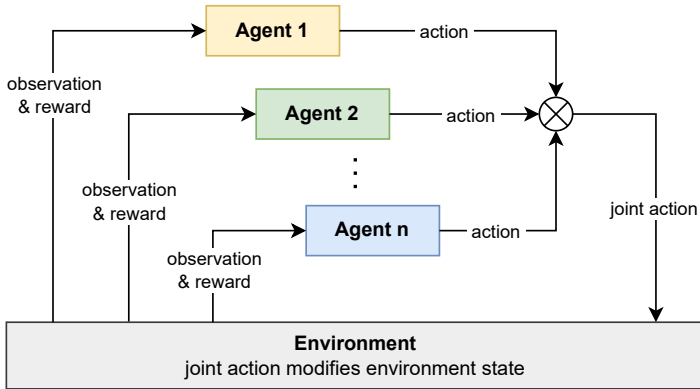 Agent 1
action
observation
& reward
Agent 2
action
observation
& reward
Agent n
action
joint action
observation
& reward
Environment
joint action modifies environment state